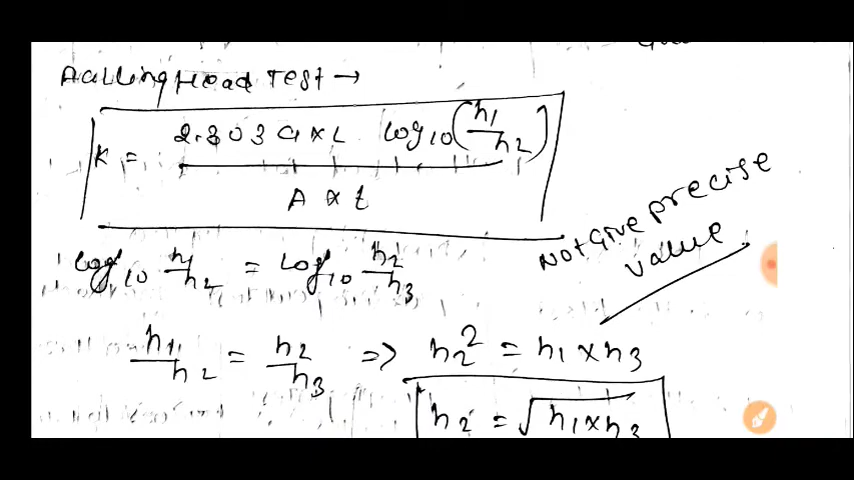 Falling Head Test →
K = 2.303 a × L log10 (h1/h2) / A × t
Not Give precise
value
log10 h1/h2 = log10 h2/h3
h1/h2 = h2/h3 => h2² = h1 × h3
h2 = √h1×h3